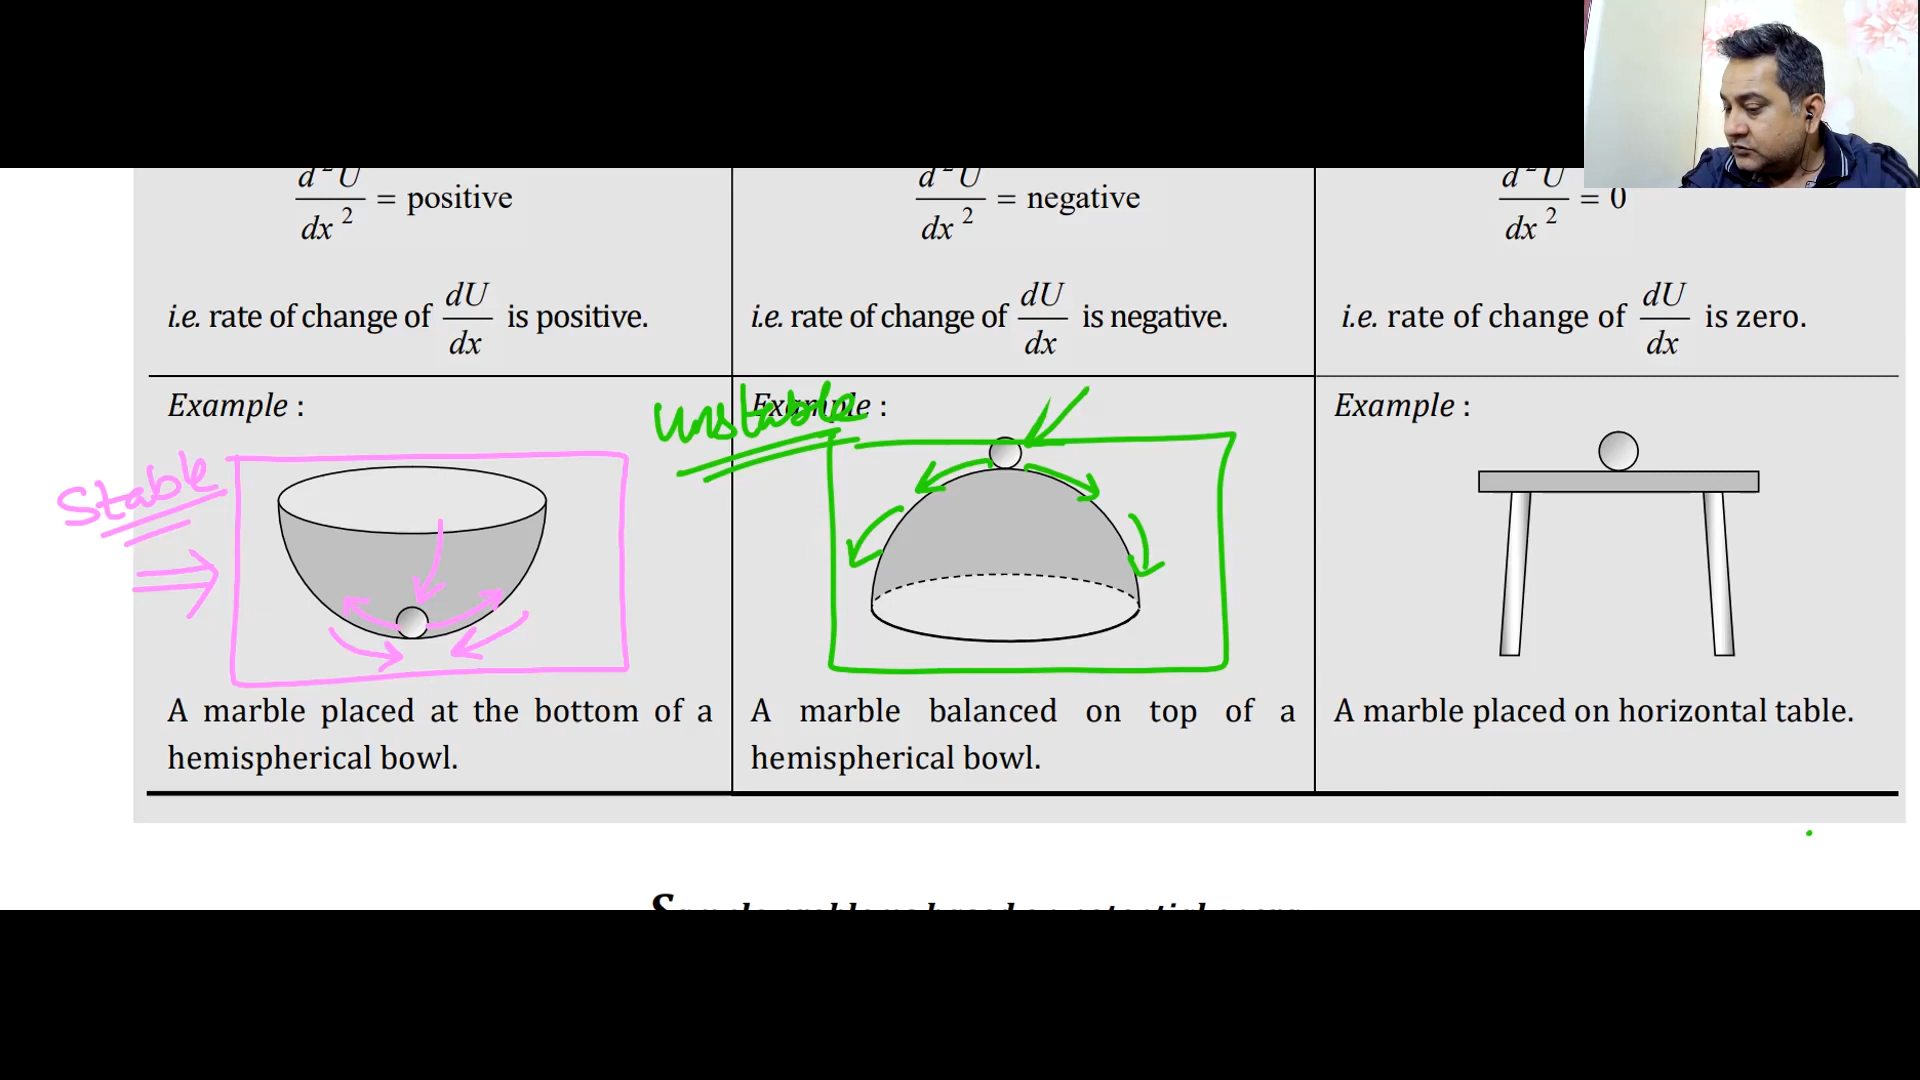 d²U/dx² = positive
d²U/dx² = negative
d²U/dx² = 0
i.e. rate of change of dU/dx is positive.
i.e. rate of change of dU/dx is negative.
i.e. rate of change of dU/dx is zero.
Example :
Example :
Example :
Stable
Unstable
A marble placed at the bottom of a
hemispherical bowl.
A marble balanced on top of a
hemispherical bowl.
A marble placed on horizontal table.